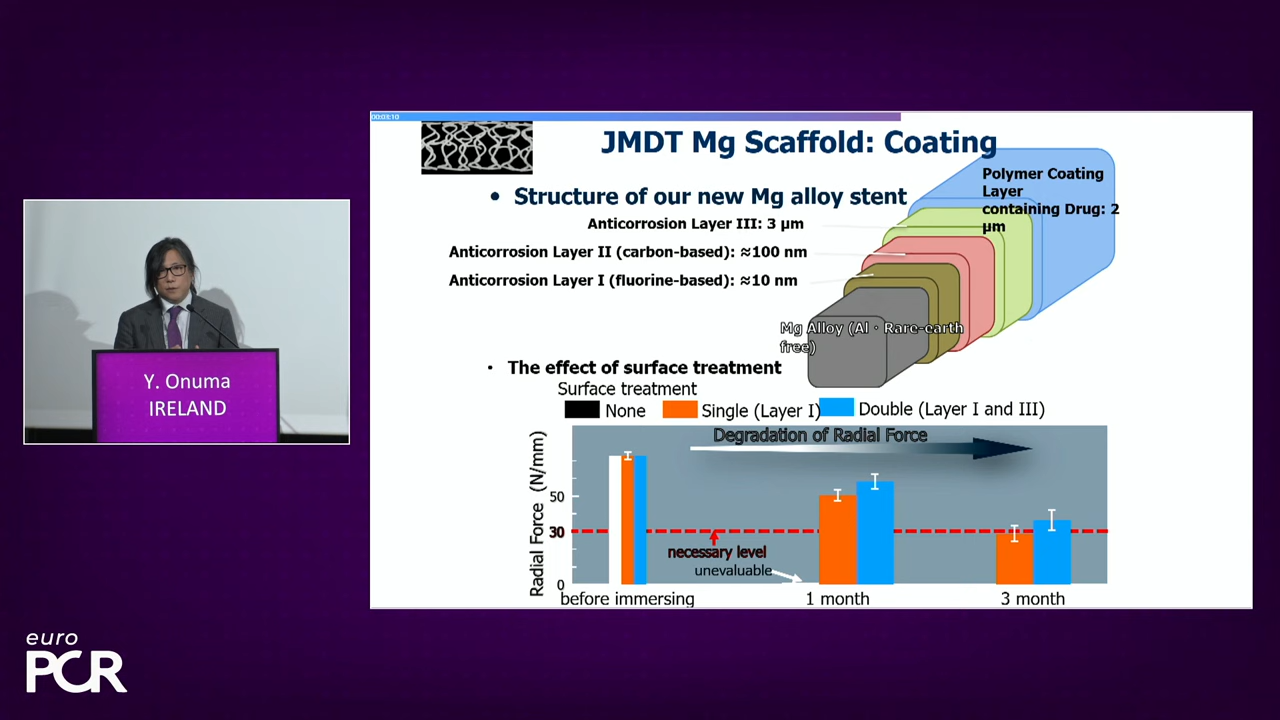 00:03:10
JMDT Mg Scaffold: Coating
Polymer Coating
Layer
containing Drug: 2
µm
• Structure of our new Mg alloy stent
Anticorrosion Layer III: 3 µm
Anticorrosion Layer II (carbon-based): ≈100 nm
Anticorrosion Layer I (fluorine-based): ≈10 nm
Mg Alloy (Al・Rare-earth
free)
• The effect of surface treatment
Surface treatment
None
Single (Layer I)
Double (Layer I and III)
Degradation of Radial Force
Radial Force (N/mm)
50
30
0
necessary level
unevaluable
before immersing
1 month
3 month
Y. Onuma
IRELAND
euro
PCR